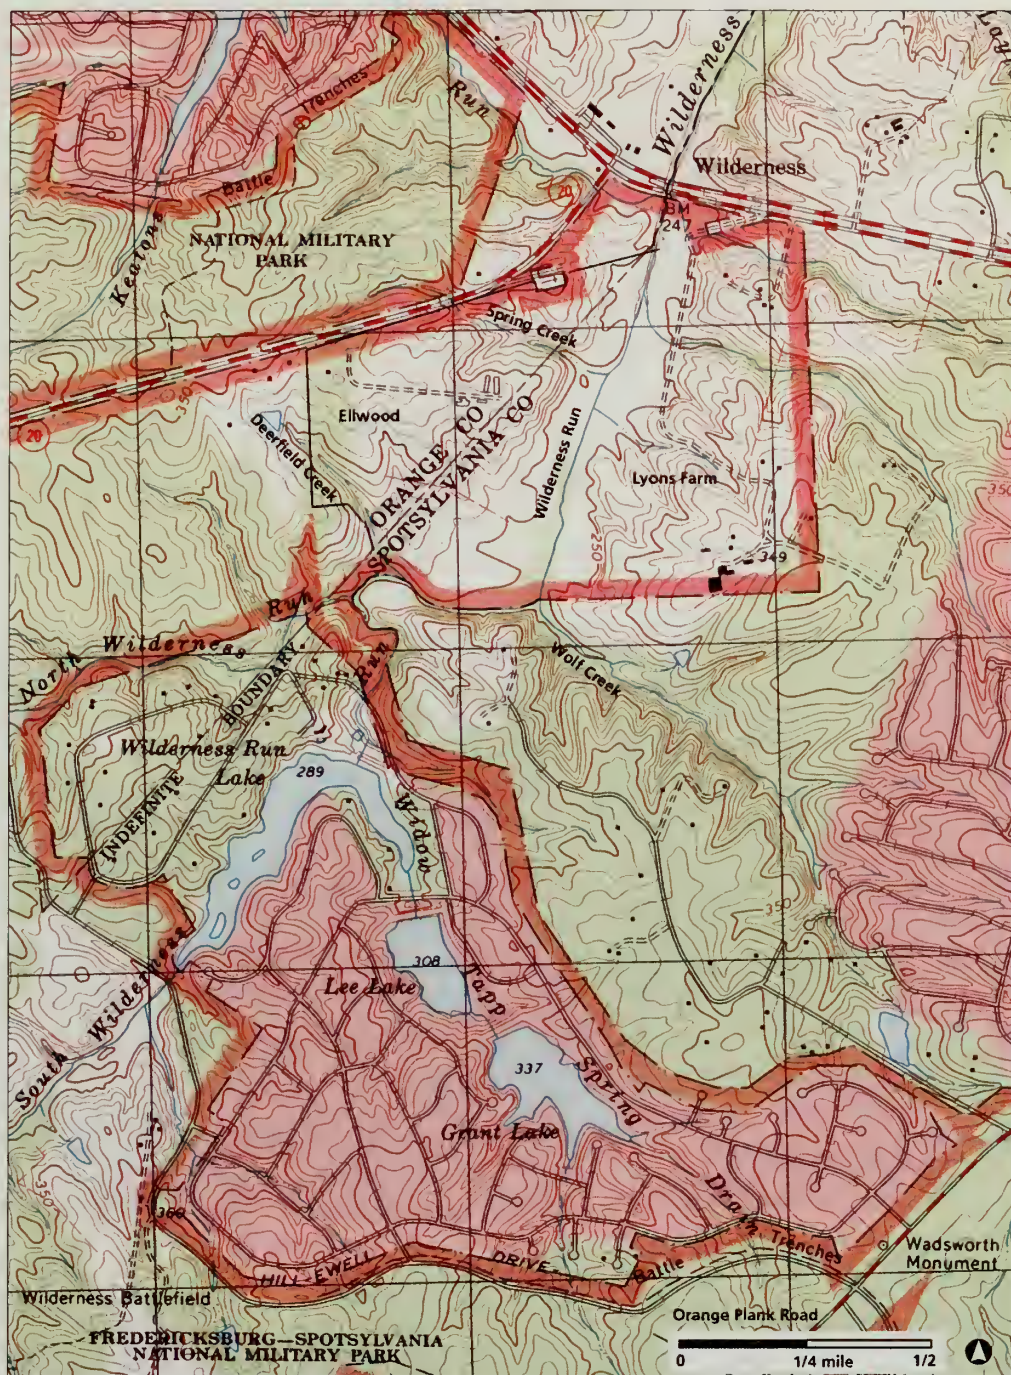 Wilderness
Run
Trenches
Battle
Wilderness
20
BM
247
Keatons
NATIONAL MILITARY
PARK
Spring Creek
350
20
Ellwood
Deerfield Creek
ORANGE CO
SPOTSYLVANIA CO
Wilderness Run
Lyons Farm
350
250
349
North Wilderness Run
Run
Wolf Creek
INDEFINITE BOUNDARY
Wilderness Run
Lake
289
Widow Tapp Spring Drain
350
308
Lee Lake
South Wilderness
337
Grant Lake
350
360
HILL-EWELL DRIVE
Battle Trenches
Wadsworth
Monument
Wilderness Battlefield
Orange Plank Road
FREDERICKSBURG—SPOTSYLVANIA
NATIONAL MILITARY PARK
0 1/4 mile 1/2